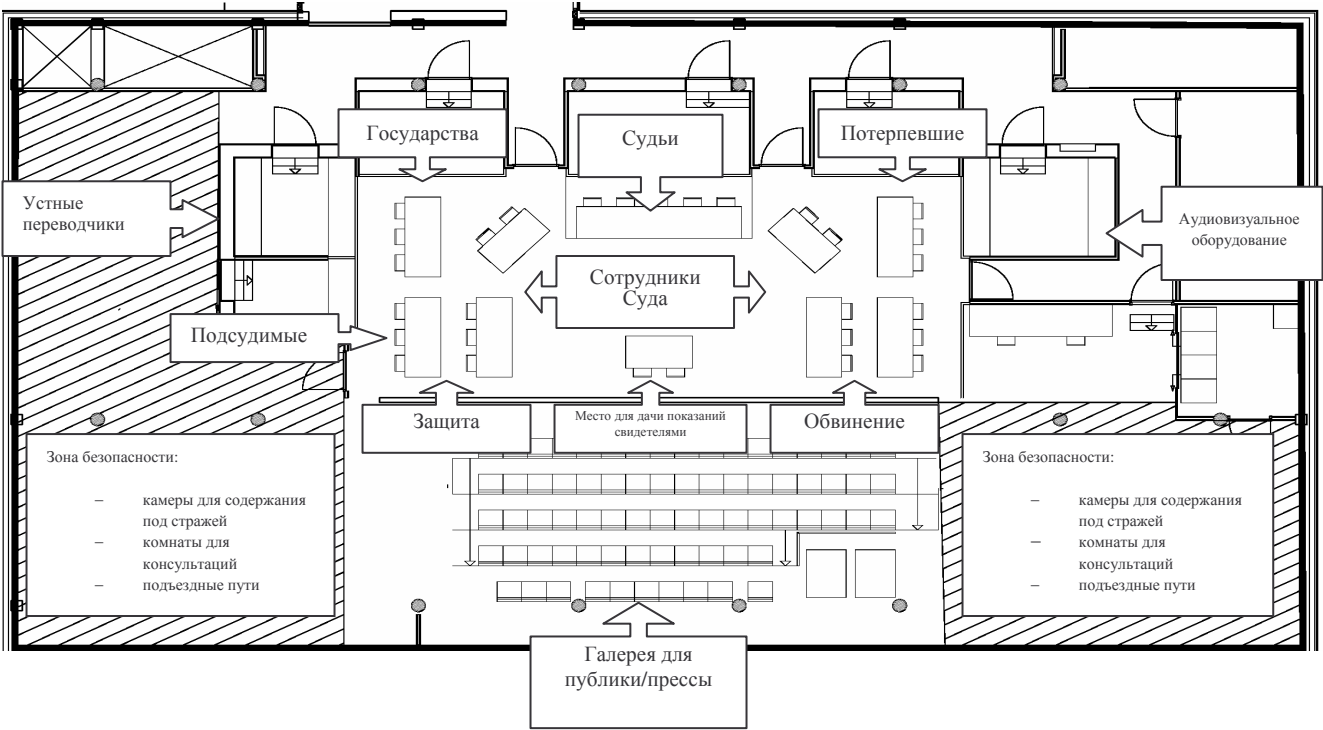 Государства
Судьи
Потерпевшие
Устные
переводчики
Аудиовизуальное
оборудование
Сотрудники
Суда
Подсудимые
Защита
Место для дачи показаний
свидетелями
Обвинение
Зона безопасности:
– камеры для содержания
под стражей
– комнаты для
консультаций
– подъездные пути
Зона безопасности:
– камеры для содержания
под стражей
– комнаты для
консультаций
– подъездные пути
Галерея для
публики/прессы